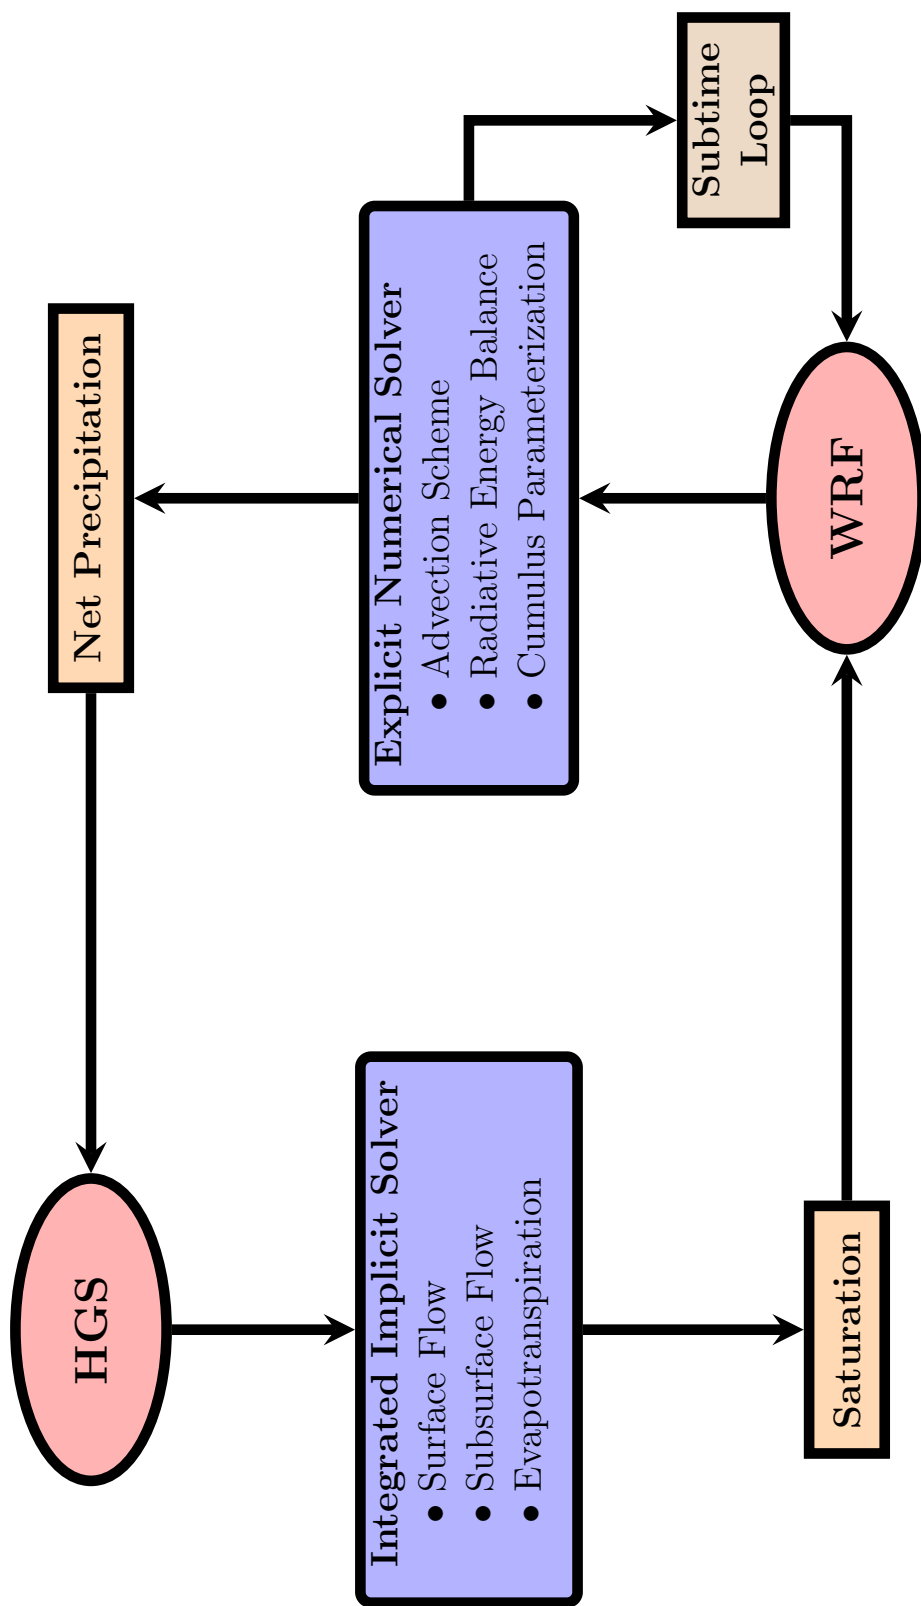 HGS
Net Precipitation
Integrated Implicit Solver
• Surface Flow
• Subsurface Flow
• Evapotranspiration
Explicit Numerical Solver
• Advection Scheme
• Radiative Energy Balance
• Cumulus Parameterization
Subtime
Loop
Saturation
WRF